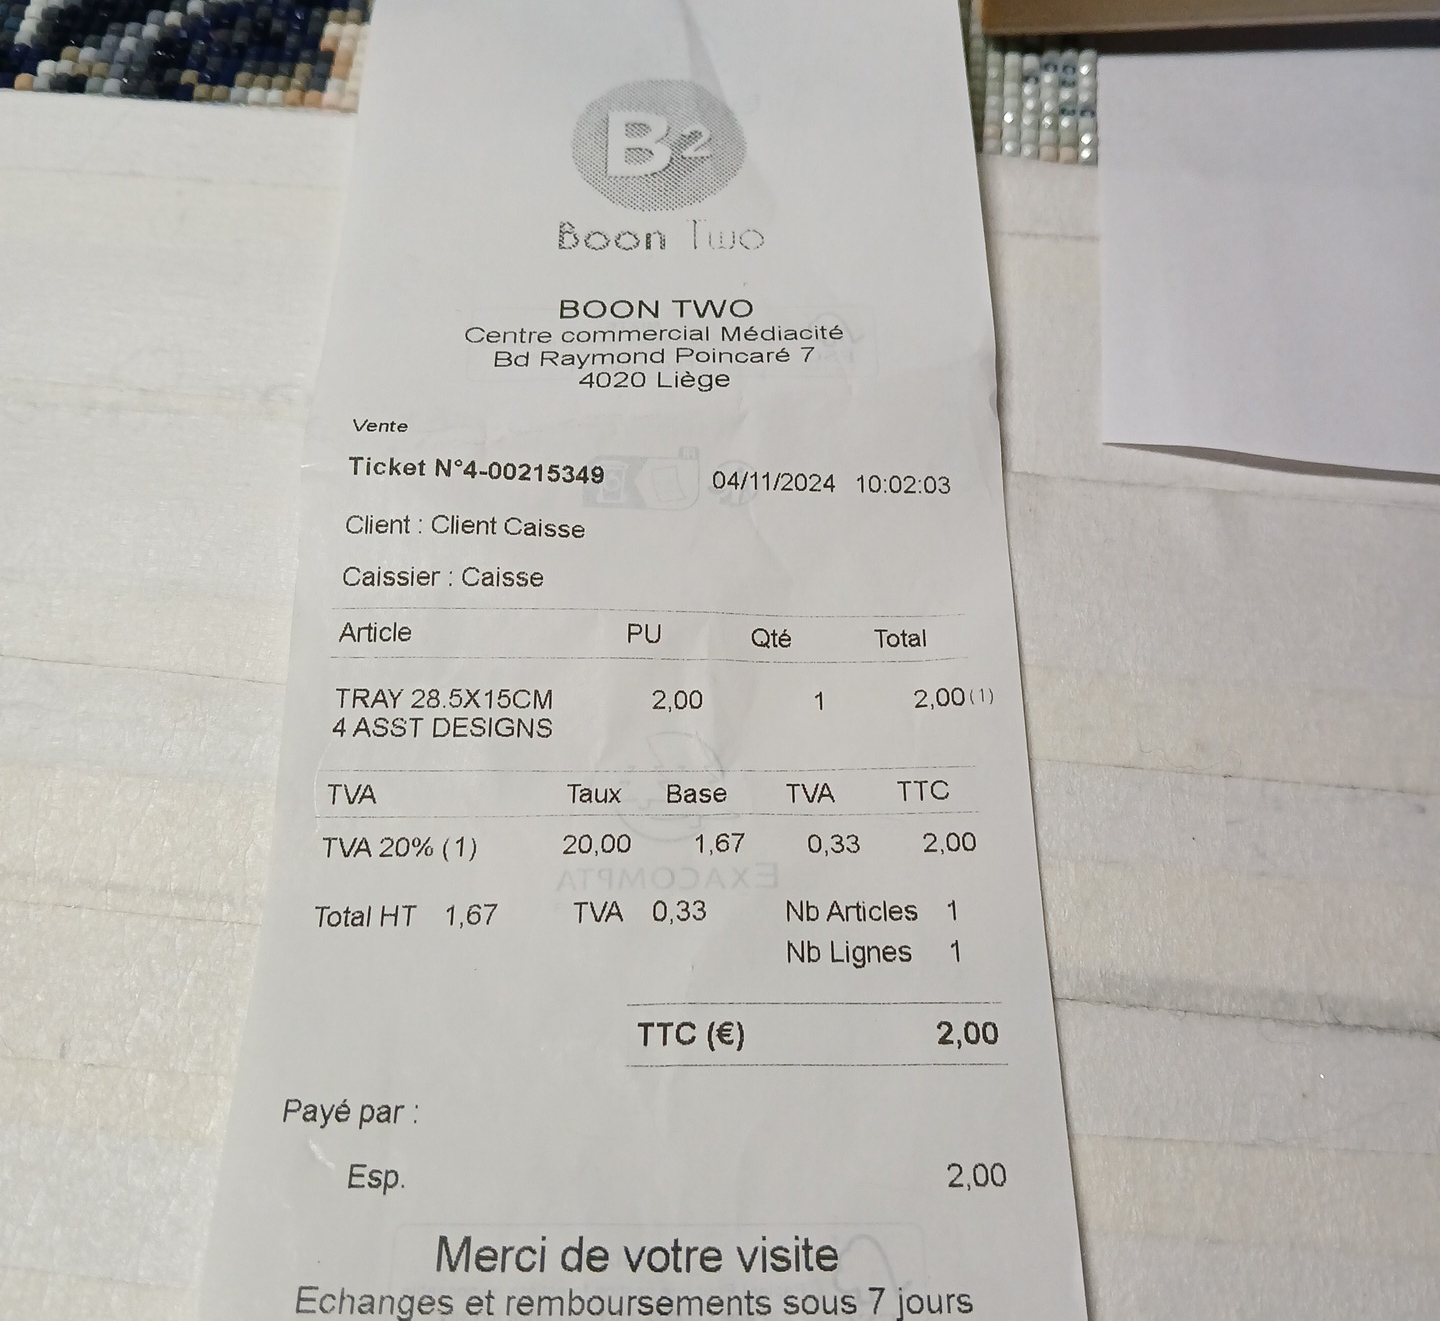 B2
Boon Two
BOON TWO
Centre commercial Médiacité
Bd Raymond Poincaré 7
4020 Liège
Vente
Ticket N°4-00215349 04/11/2024 10:02:03
Client : Client Caisse
Caissier : Caisse
Article PU Qté Total
TRAY 28.5X15CM 2,00 1 2,00(1)
4 ASST DESIGNS
TVA Taux Base TVA TTC
TVA 20% (1) 20,00 1,67 0,33 2,00
EXACOMPTA
Total HT 1,67 TVA 0,33 Nb Articles 1
Nb Lignes 1
TTC (€) 2,00
Payé par :
Esp. 2,00
Merci de votre visite
Echanges et remboursements sous 7 jours